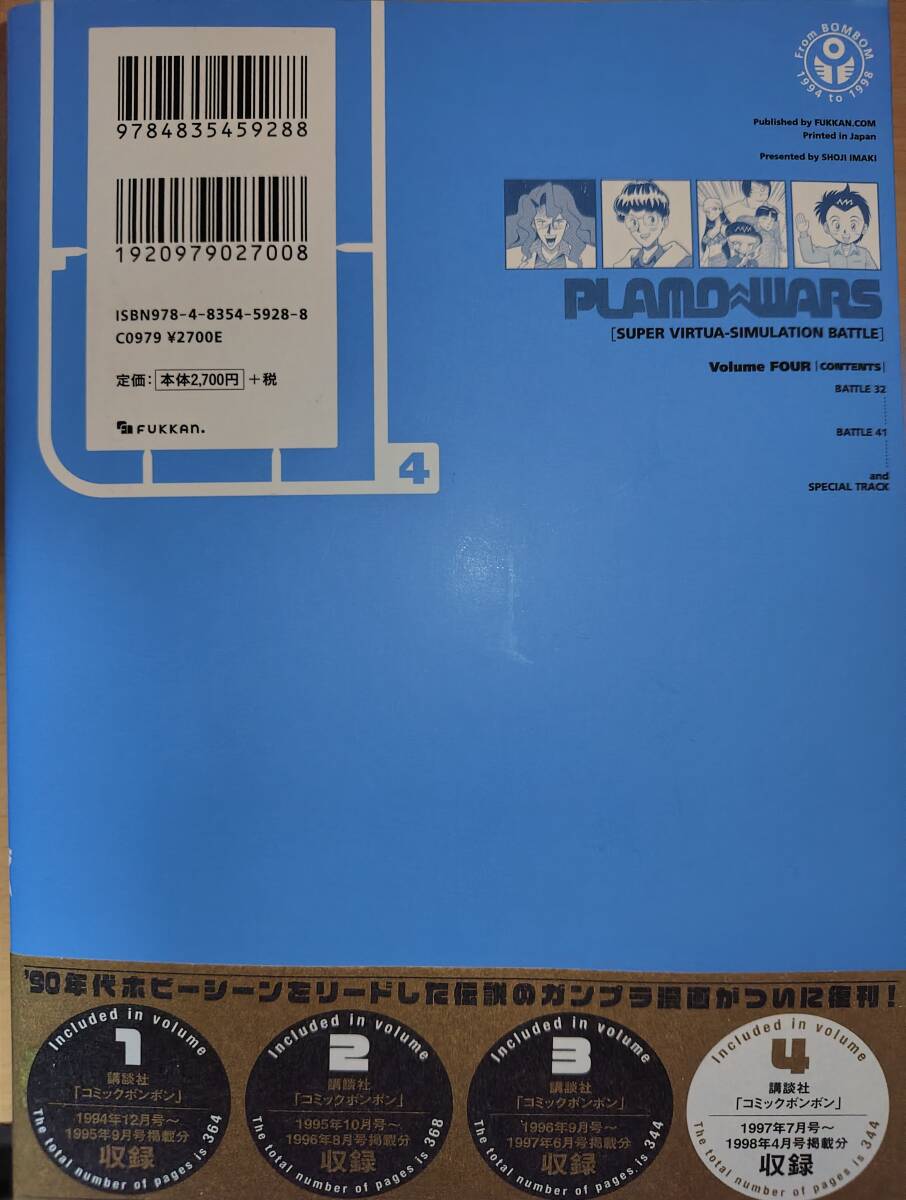 9784835459288
1920979027008
ISBN978-4-8354-5928-8
C0979 ¥2700E
定価：本体2,700円＋税
FUKKAN.
4
From BOMBOM
1994 to 1998
Published by FUKKAN.COM
Printed in Japan
Presented by SHOJI IMAKI
PLAMO WARS
[SUPER VIRTUA-SIMULATION BATTLE]
Volume FOUR | CONTENTS |
BATTLE 32
BATTLE 41
and
SPECIAL TRACK
'90年代ホビーシーンをリードした伝説のガンプラ漫画がついに復刊！
Included in volume
1
講談社
「コミックボンボン」
1994年12月号〜
1995年9月号掲載分
収録
The total number of pages is 364
Included in volume
2
講談社
「コミックボンボン」
1995年10月号〜
1996年8月号掲載分
収録
The total number of pages is 368
Included in volume
3
講談社
「コミックボンボン」
1996年9月号〜
1997年6月号掲載分
収録
The total number of pages is 344
Included in volume
4
講談社
「コミックボンボン」
1997年7月号〜
1998年4月号掲載分
収録
The total number of pages is 344